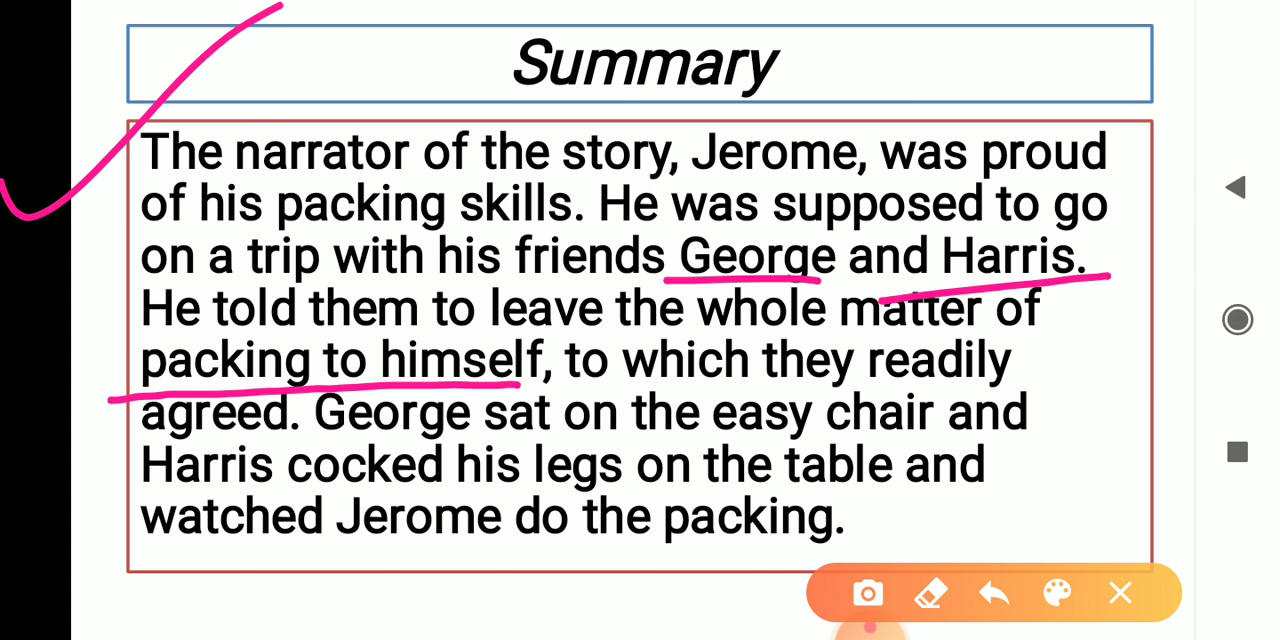 Summary
The narrator of the story, Jerome, was proud
of his packing skills. He was supposed to go
on a trip with his friends George and Harris.
He told them to leave the whole matter of
packing to himself, to which they readily
agreed. George sat on the easy chair and
Harris cocked his legs on the table and
watched Jerome do the packing.